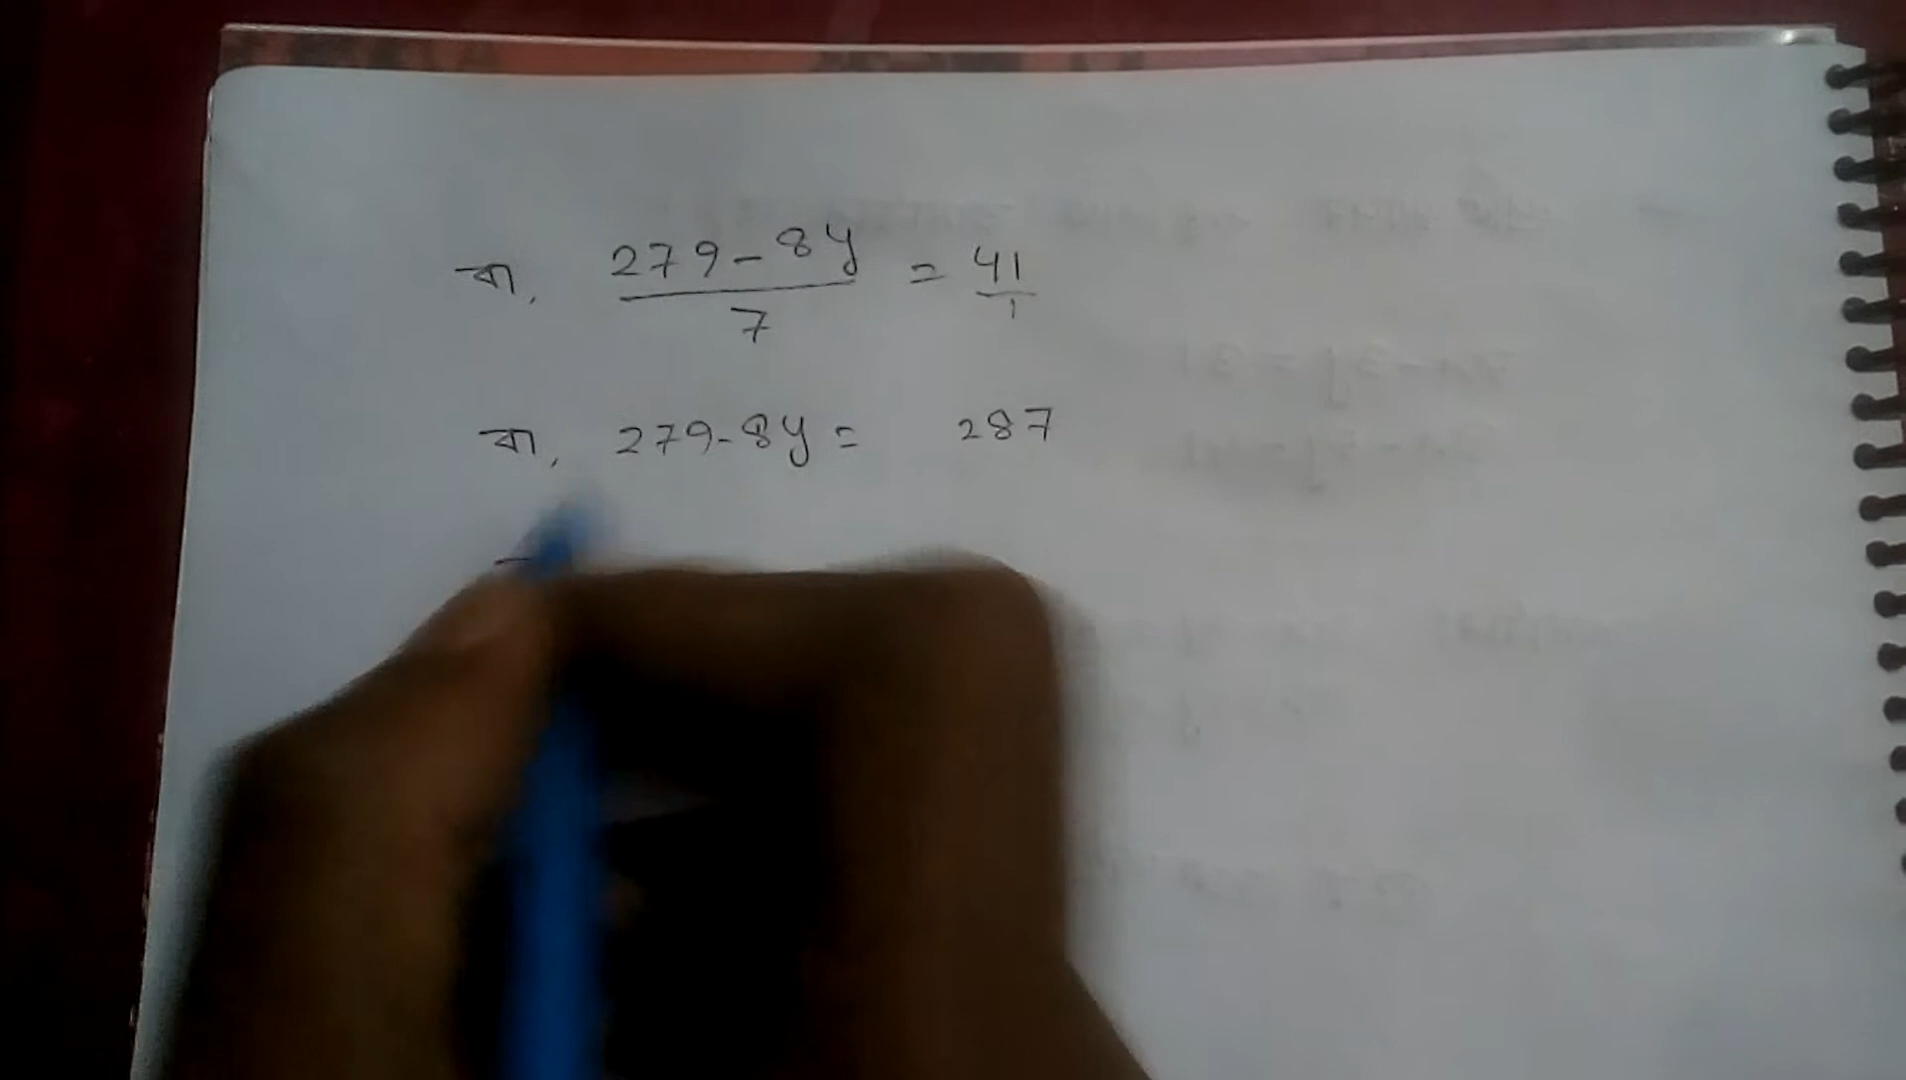 বা, 279-8y/7 = 41/1
বা, 279-8y = 287